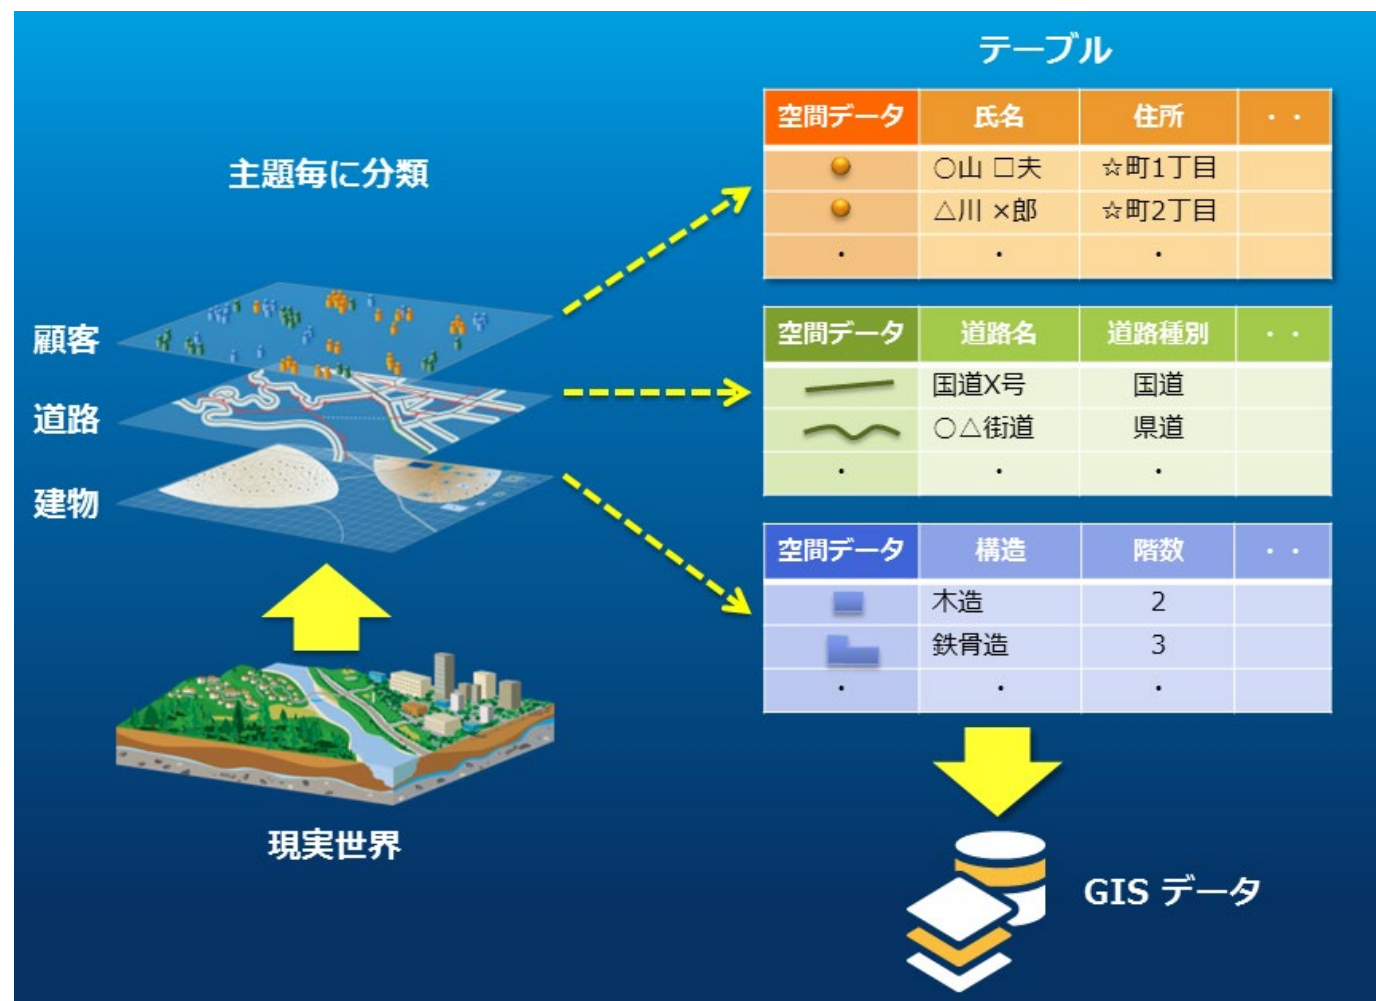 テーブル
主題毎に分類
空間データ 氏名 住所 ・・
○山 □夫 ☆町1丁目
△川 ×郎 ☆町2丁目
・ ・ ・
顧客
道路
建物
空間データ 道路名 道路種別 ・・
国道X号 国道
○△街道 県道
・ ・ ・
空間データ 構造 階数 ・・
木造 2
鉄骨造 3
・ ・ ・
現実世界
GIS データ